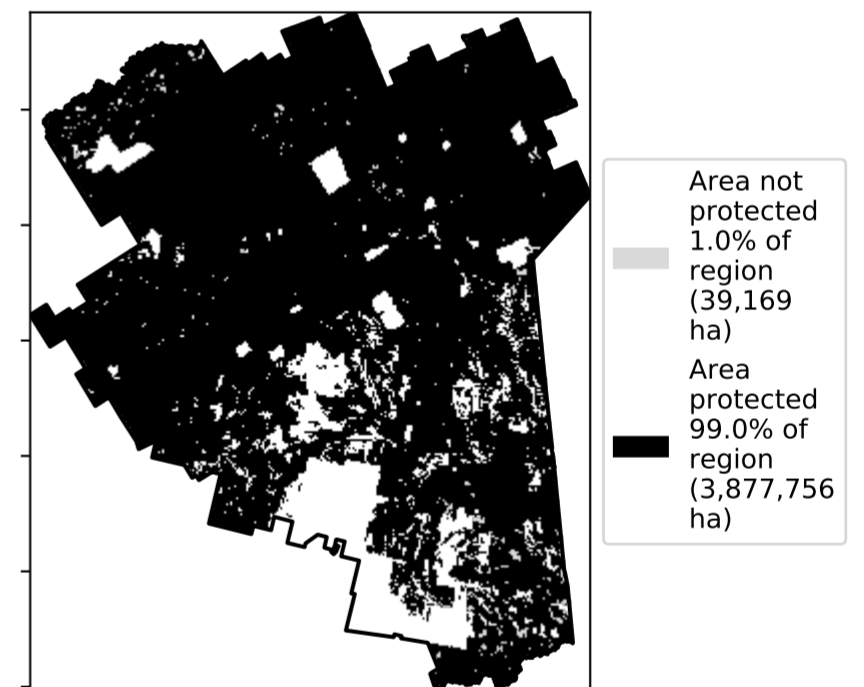 Area not
protected
1.0% of
region
(39,169
ha)
Area
protected
99.0% of
region
(3,877,756
ha)